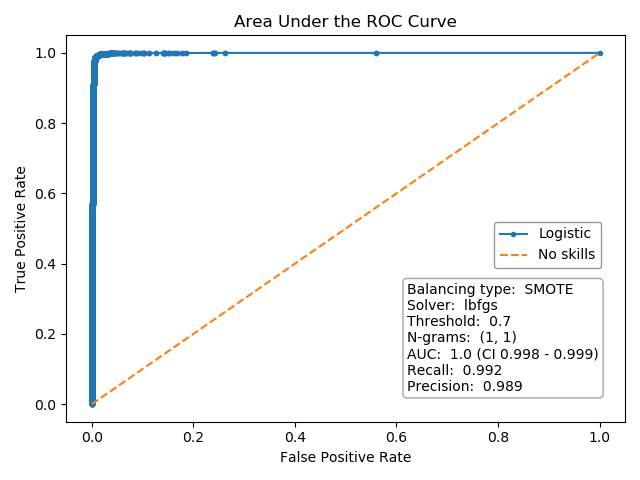 Area Under the ROC Curve
1.0
0.8
0.6
0.4
0.2
0.0
True Positive Rate
Logistic
No skills
Balancing type:  SMOTE
Solver:  lbfgs
Threshold:  0.7
N-grams:  (1, 1)
AUC:  1.0 (CI 0.998 - 0.999)
Recall:  0.992
Precision:  0.989
0.0 0.2 0.4 0.6 0.8 1.0
False Positive Rate